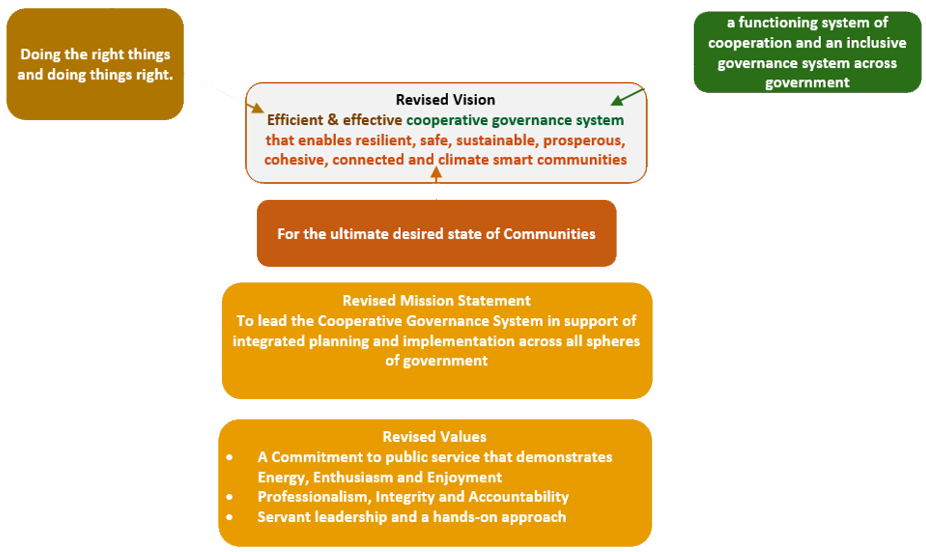 Doing the right things
and doing things right.
a functioning system of
cooperation and an inclusive
governance system across
government
Revised Vision
Efficient & effective cooperative governance system
that enables resilient, safe, sustainable, prosperous,
cohesive, connected and climate smart communities
For the ultimate desired state of Communities
Revised Mission Statement
To lead the Cooperative Governance System in support of
integrated planning and implementation across all spheres
of government
Revised Values
• A Commitment to public service that demonstrates
Energy, Enthusiasm and Enjoyment
• Professionalism, Integrity and Accountability
• Servant leadership and a hands-on approach